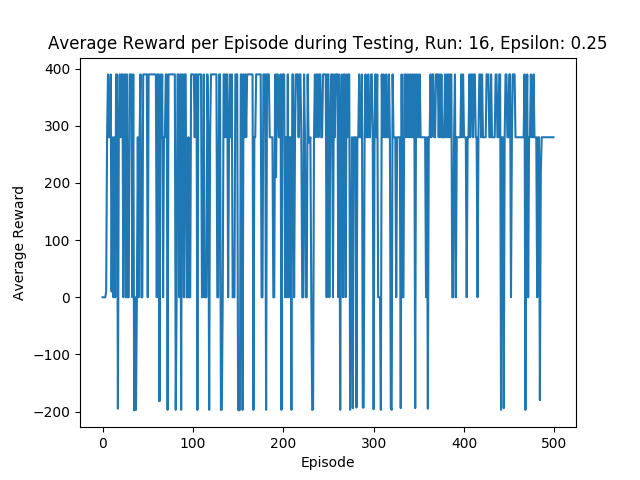 Average Reward per Episode during Testing, Run: 16, Epsilon: 0.25
400
300
200
100
0
−100
−200
Average Reward
0 100 200 300 400 500
Episode